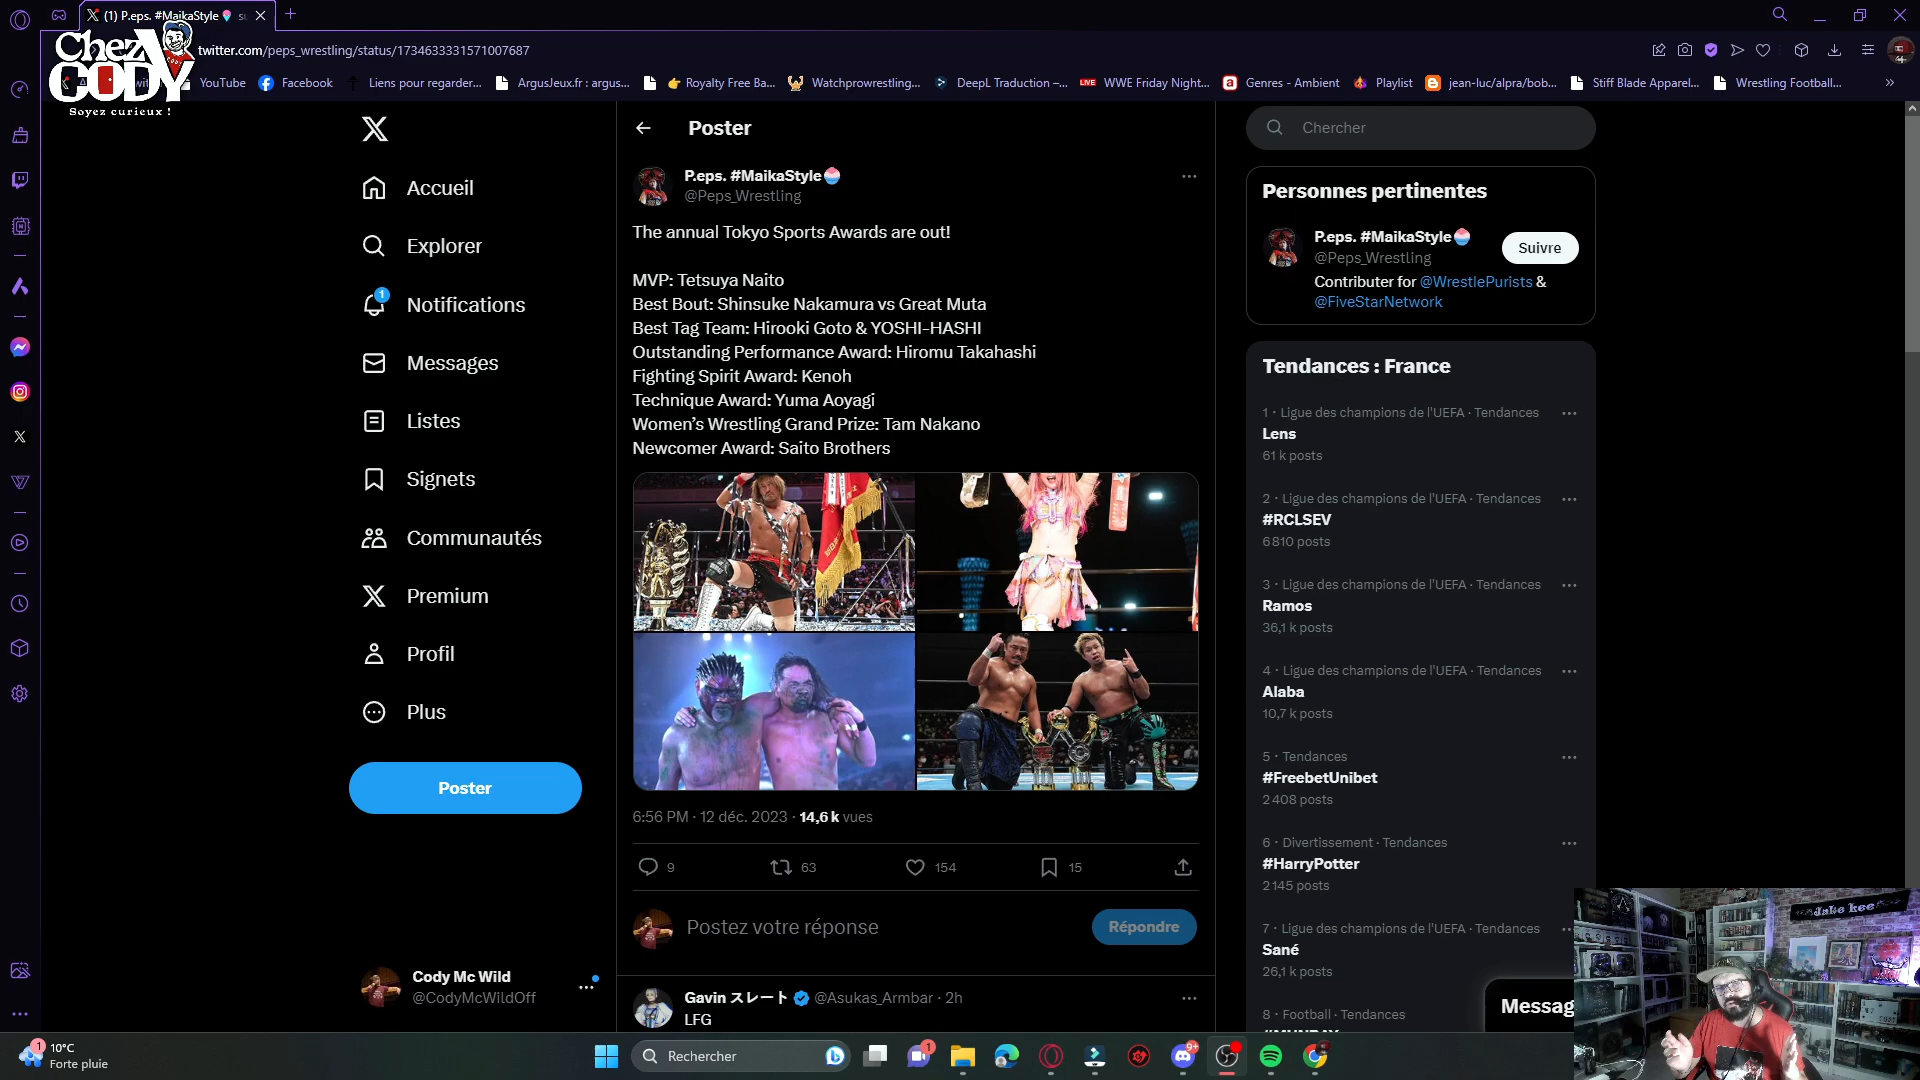 (1) P.eps. #MaikaStyle
Chez
CODY
Soyez curieux !
twitter.com/peps_wrestling/status/1734633331571007687
YouTube
Facebook
Liens pour regarder...
ArgusJeux.fr : argus...
Royalty Free Ba...
Watchprowrestling...
DeepL Traduction –...
LIVE
WWE Friday Night...
Genres - Ambient
Playlist
jean-luc/alpra/bob...
Stiff Blade Apparel...
Wrestling Football...
Accueil
Explorer
1
Notifications
Messages
Listes
Signets
Communautés
Premium
Profil
Plus
Poster
Cody Mc Wild
@CodyMcWildOff
Poster
P.eps. #MaikaStyle
@Peps_Wrestling
The annual Tokyo Sports Awards are out!
MVP: Tetsuya Naito
Best Bout: Shinsuke Nakamura vs Great Muta
Best Tag Team: Hirooki Goto & YOSHI-HASHI
Outstanding Performance Award: Hiromu Takahashi
Fighting Spirit Award: Kenoh
Technique Award: Yuma Aoyagi
Women’s Wrestling Grand Prize: Tam Nakano
Newcomer Award: Saito Brothers
6:56 PM · 12 déc. 2023 · 14,6 k vues
9
63
154
15
Postez votre réponse
Répondre
Gavin スレート @Asukas_Armbar · 2h
LFG
Chercher
Personnes pertinentes
P.eps. #MaikaStyle
@Peps_Wrestling
Suivre
Contributer for @WrestlePurists &
@FiveStarNetwork
Tendances : France
1 · Ligue des champions de l'UEFA · Tendances
Lens
61 k posts
2 · Ligue des champions de l'UEFA · Tendances
#RCLSEV
6 810 posts
3 · Ligue des champions de l'UEFA · Tendances
Ramos
36,1 k posts
4 · Ligue des champions de l'UEFA · Tendances
Alaba
10,7 k posts
5 · Tendances
#FreebetUnibet
2 408 posts
6 · Divertissement · Tendances
#HarryPotter
2 145 posts
7 · Ligue des champions de l'UEFA · Tendances
Sané
26,1 k posts
8 · Football · Tendances
Messag
Jake kee
1
10°C
Forte pluie
Rechercher
1
9+